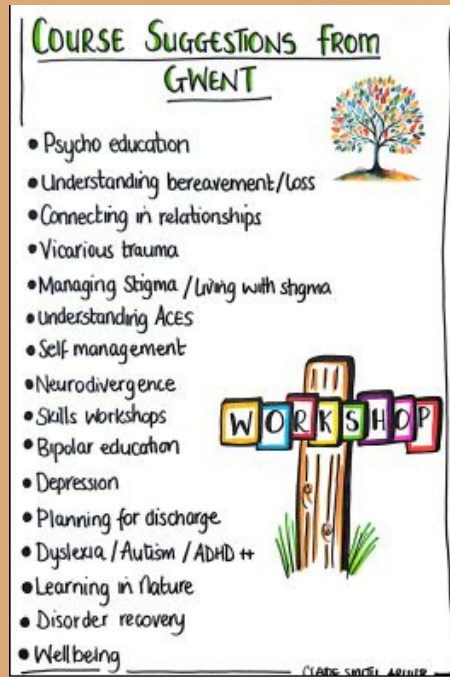 COURSE SUGGESTIONS FROM
GWENT
• Psycho education
• Understanding bereavement/Loss
• Connecting in relationships
• Vicarious trauma
• Managing Stigma / Living with stigma
• Understanding ACES
• Self management
• Neurodivergence
• Skills workshops
• Bipolar education
• Depression
• Planning for discharge
• Dyslexia / Autism / ADHD ++
• Learning in Nature
• Disorder recovery
• Wellbeing
WORKSHOP